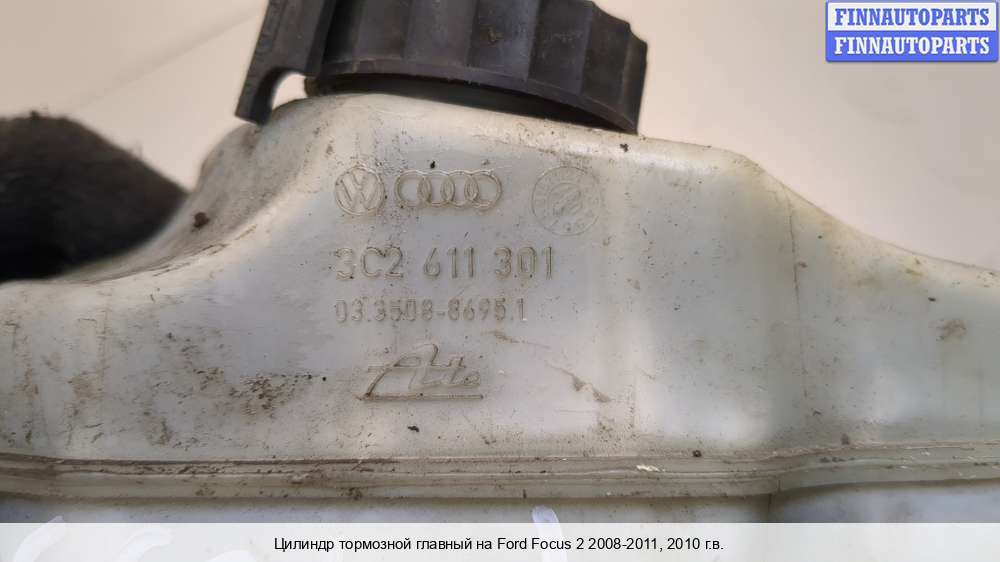 FINNAUTOPARTS
FINNAUTOPARTS
VW
3C2 611 301
03.3508-8695.1
Ate
Цилиндр тормозной главный на Ford Focus 2 2008-2011, 2010 г.в.